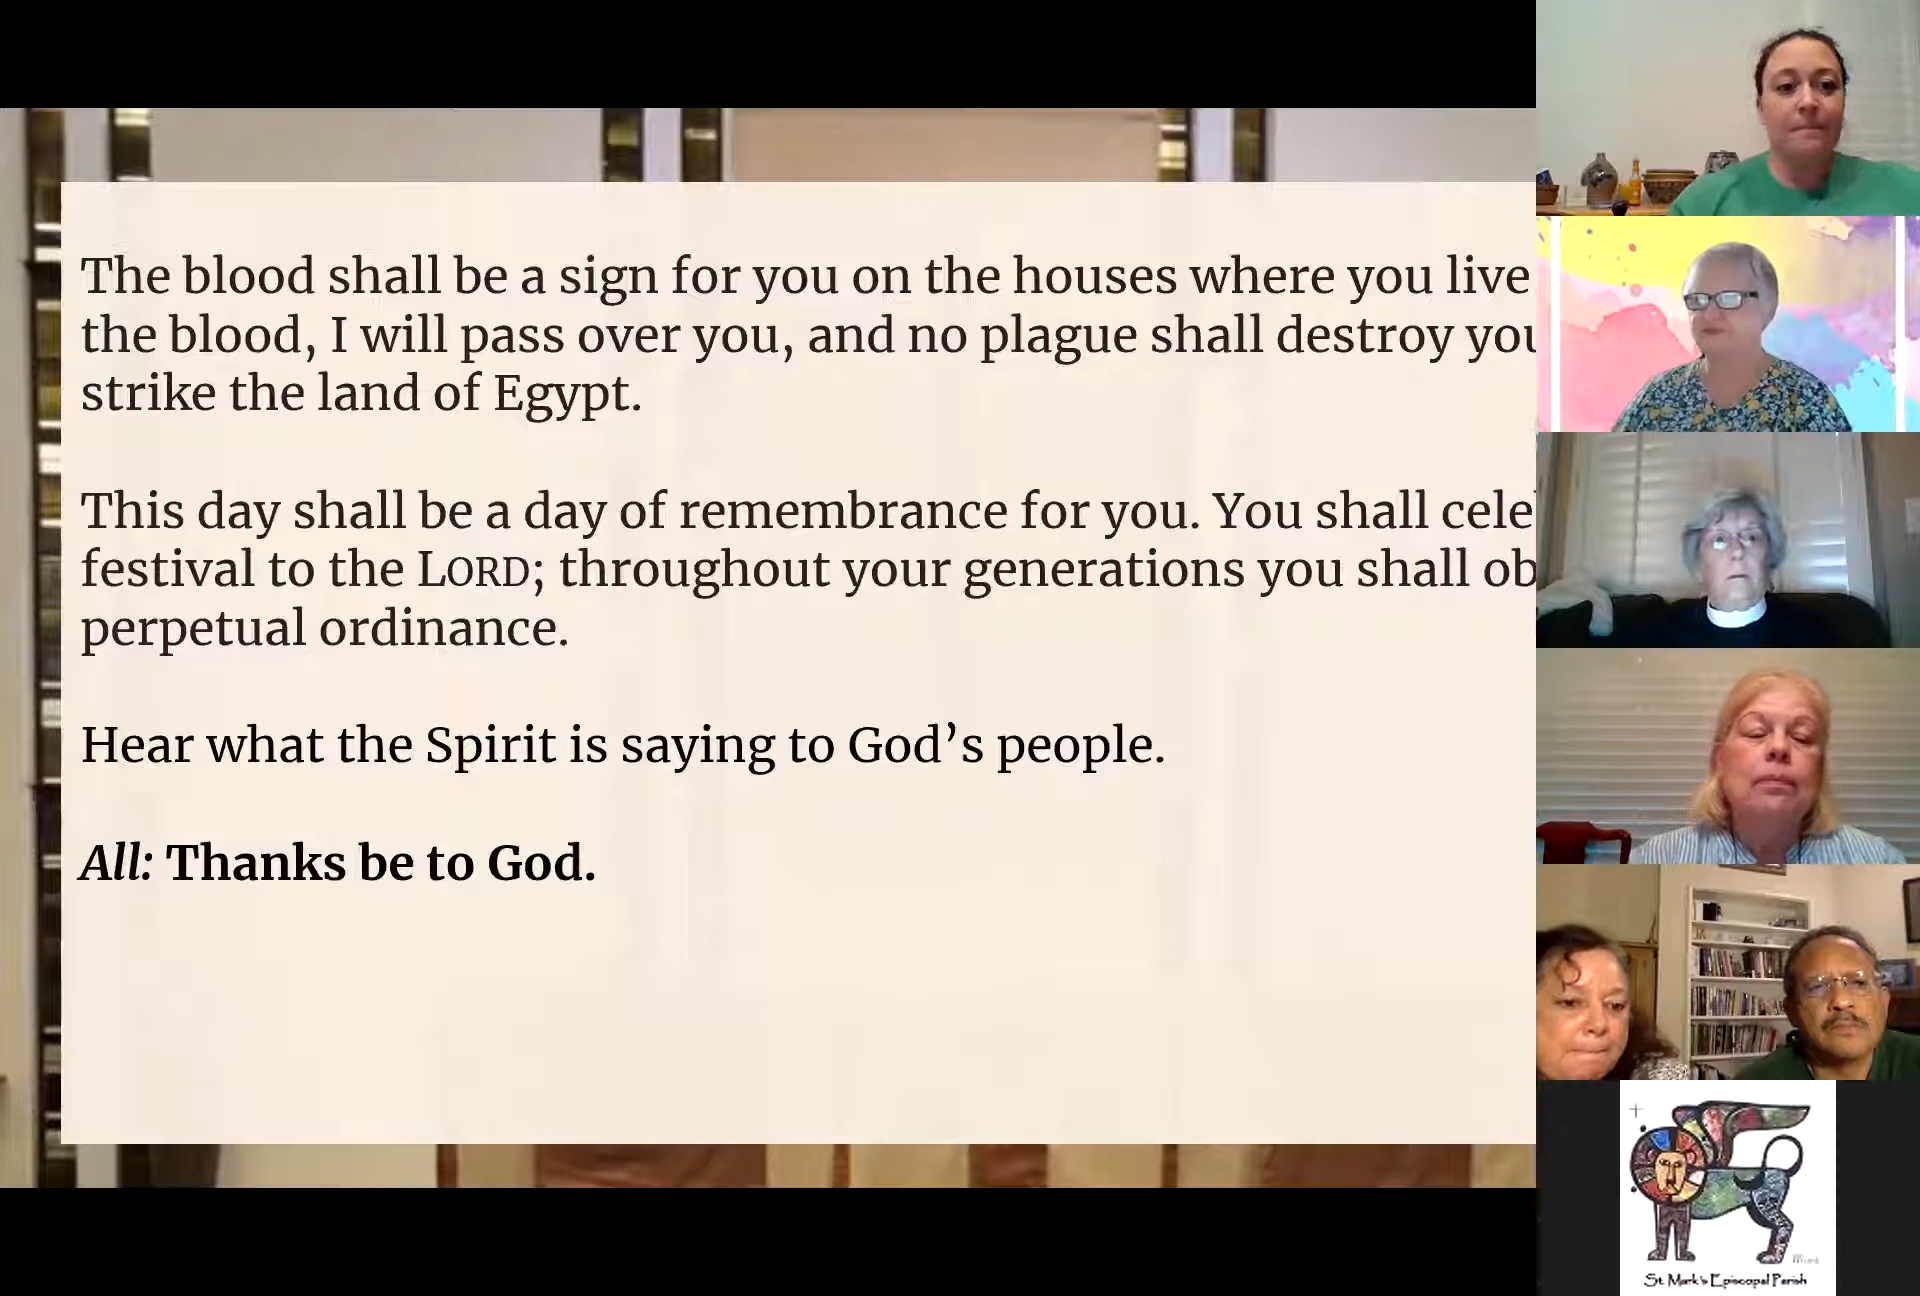 The blood shall be a sign for you on the houses where you live
the blood, I will pass over you, and no plague shall destroy you
strike the land of Egypt.
This day shall be a day of remembrance for you. You shall cele
festival to the LORD; throughout your generations you shall ob
perpetual ordinance.
Hear what the Spirit is saying to God’s people.
All: Thanks be to God.
St. Mark's Episcopal Parish